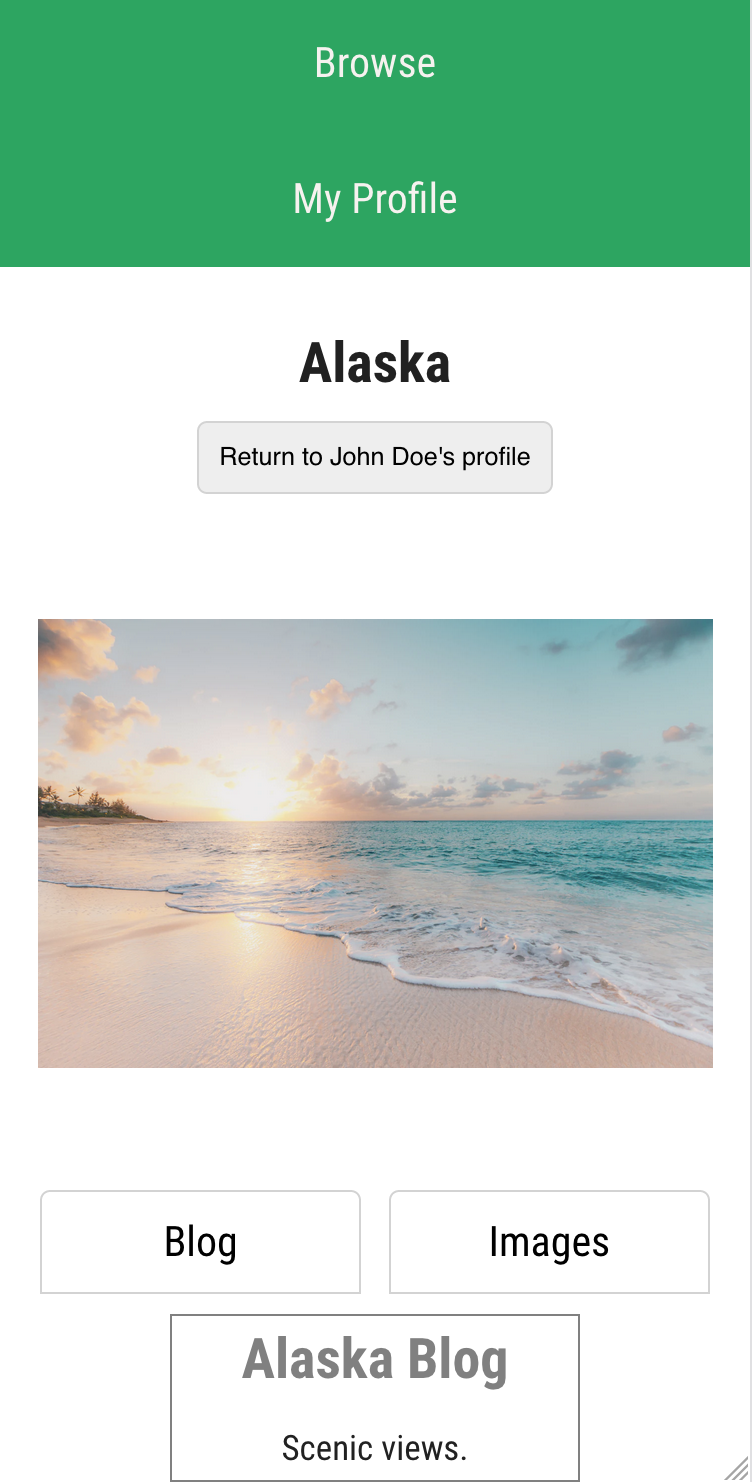 Browse
My Profile
Alaska
Return to John Doe's profile
Blog
Images
Alaska Blog
Scenic views.